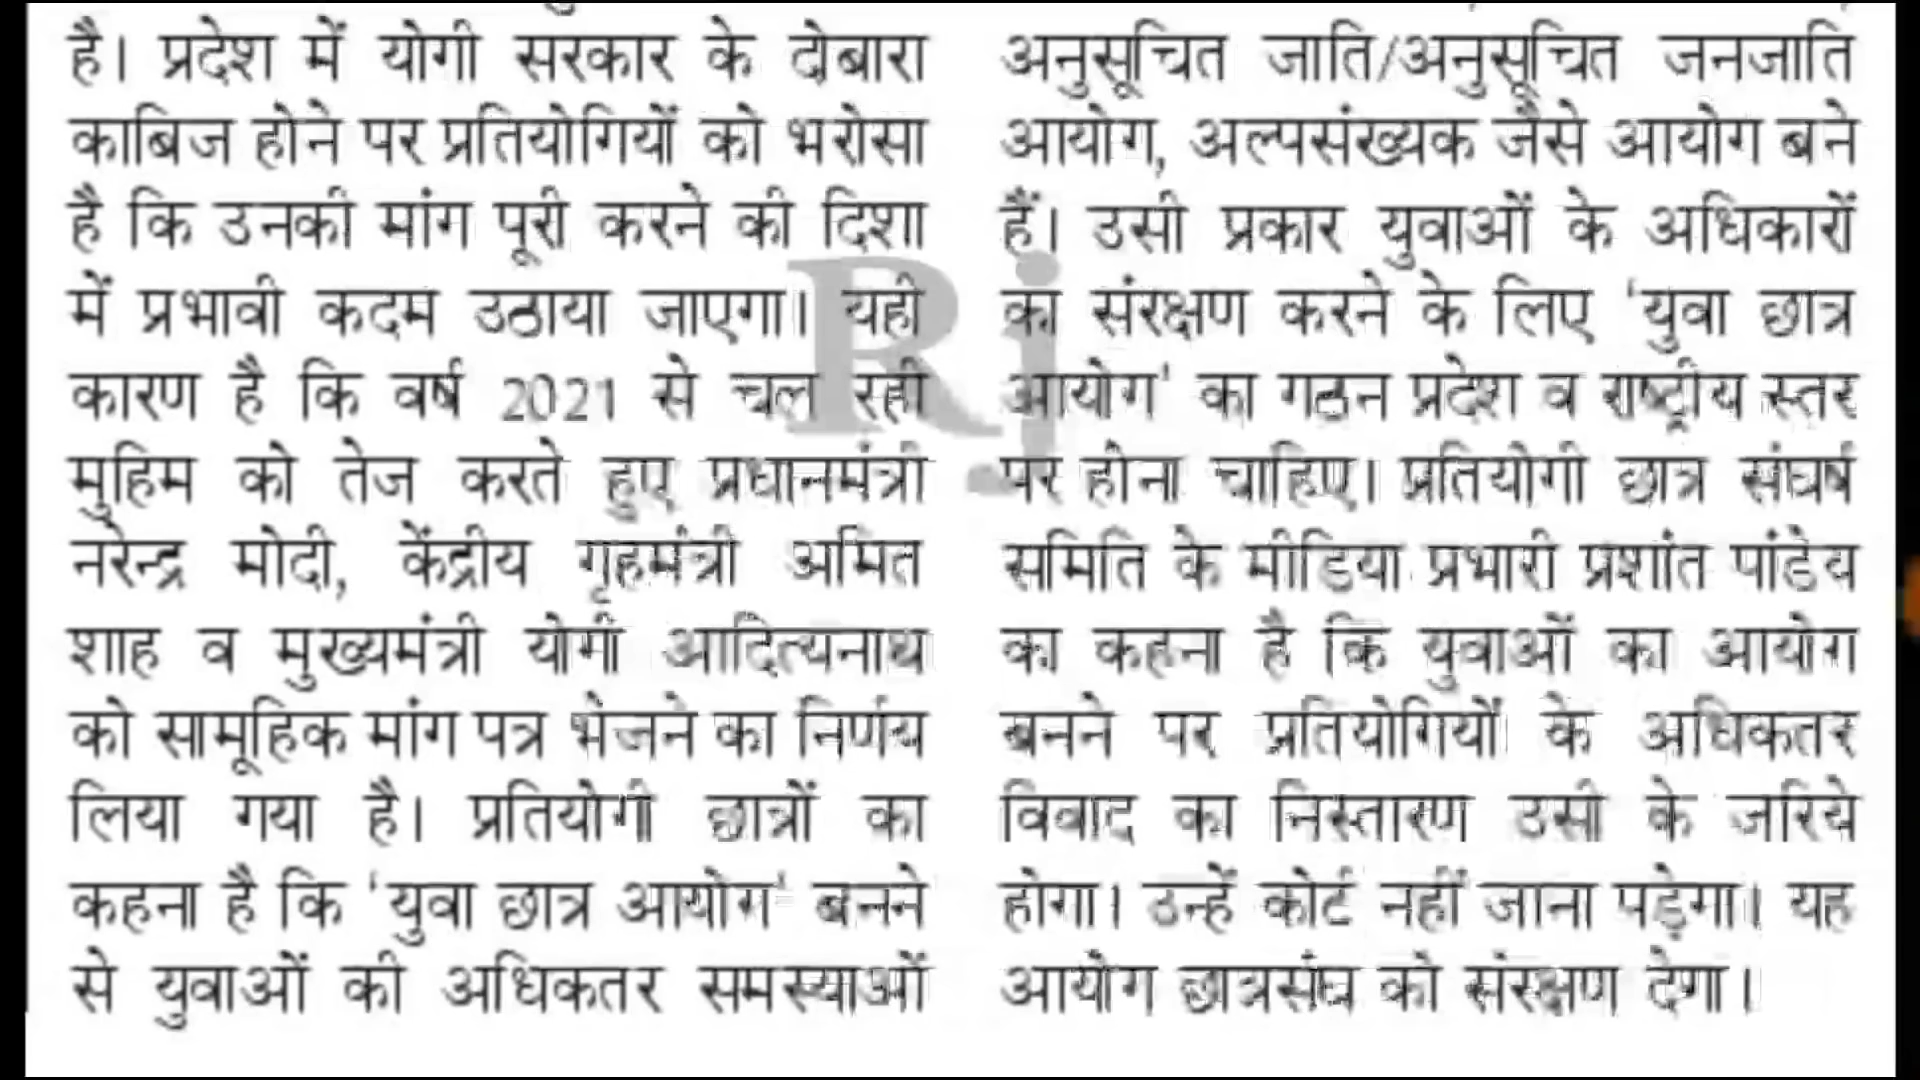 है। प्रदेश में योगी सरकार के दोबारा
काबिज होने पर प्रतियोगियों को भरोसा
है कि उनकी मांग पूरी करने की दिशा
में प्रभावी कदम उठाया जाएगा। यही
कारण है कि वर्ष 2021 से चल रही
मुहिम को तेज करते हुए प्रधानमंत्री
नरेन्द्र मोदी, केंद्रीय गृहमंत्री अमित
शाह व मुख्यमंत्री योगी आदित्यनाथ
को सामूहिक मांग पत्र भेजने का निर्णय
लिया गया है। प्रतियोगी छात्रों का
कहना है कि 'युवा छात्र आयोग' बनने
से युवाओं की अधिकतर समस्याओं
अनुसूचित जाति/अनुसूचित जनजाति
आयोग, अल्पसंख्यक जैसे आयोग बने
हैं। उसी प्रकार युवाओं के अधिकारों
का संरक्षण करने के लिए 'युवा छात्र
आयोग' का गठन प्रदेश व राष्ट्रीय स्तर
पर होना चाहिए। प्रतियोगी छात्र संघर्ष
समिति के मीडिया प्रभारी प्रशांत पांडेय
का कहना है कि युवाओं का आयोग
बनने पर प्रतियोगियों के अधिकतर
विवाद का निस्तारण उसी के जरिये
होगा। उन्हें कोर्ट नहीं जाना पड़ेगा। यह
आयोग छात्रसंघ को संरक्षण देगा।
Rj